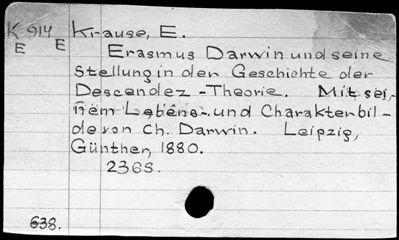 K 914 Krause, E.
E E Erasmus Darwin und seine
Stellung in der Geschichte der
Descendez-Theorie. Mit sei-
nem Lebens- und Charakterbil-
de von Ch. Darwin. Leipzig,
Günther, 1880.
236S.
638.